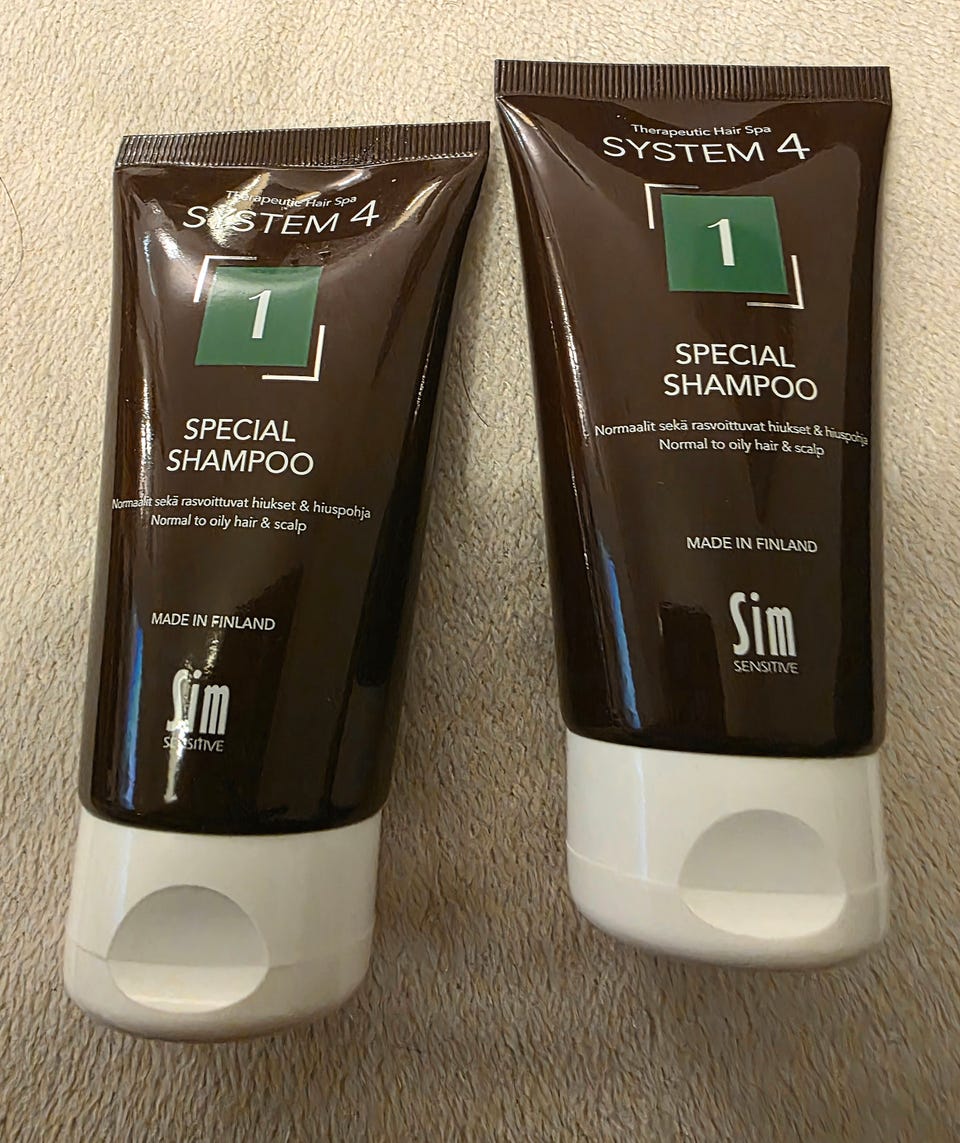 Therapeutic Hair Spa
SYSTEM 4
1
SPECIAL
SHAMPOO
Normaalit sekä rasvoittuvat hiukset & hiuspohja
Normal to oily hair & scalp
MADE IN FINLAND
Sim
SENSITIVE
Therapeutic Hair Spa
SYSTEM 4
1
SPECIAL
SHAMPOO
Normaalit sekä rasvoittuvat hiukset & hiuspohja
Normal to oily hair & scalp
MADE IN FINLAND
Sim
SENSITIVE